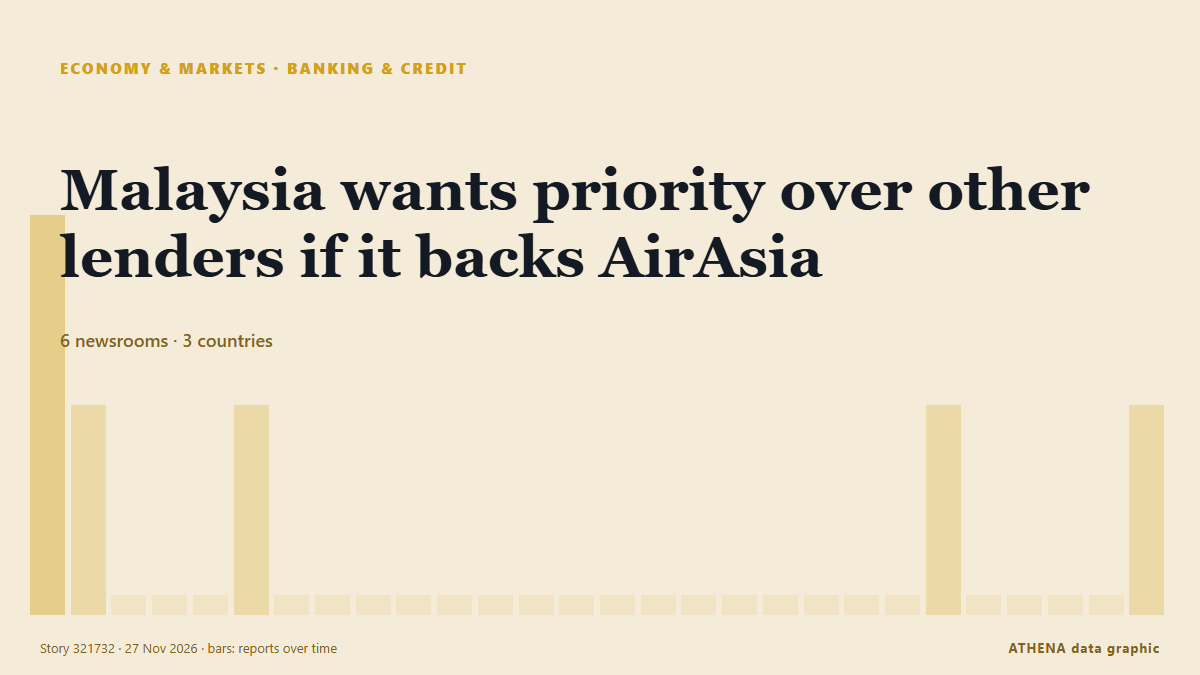 ECONOMY & MARKETS · BANKING & CREDIT
Malaysia wants priority over other
lenders if it backs AirAsia
6 newsrooms · 3 countries
Story 321732 · 27 Nov 2026 · bars: reports over time
ATHENA data graphic